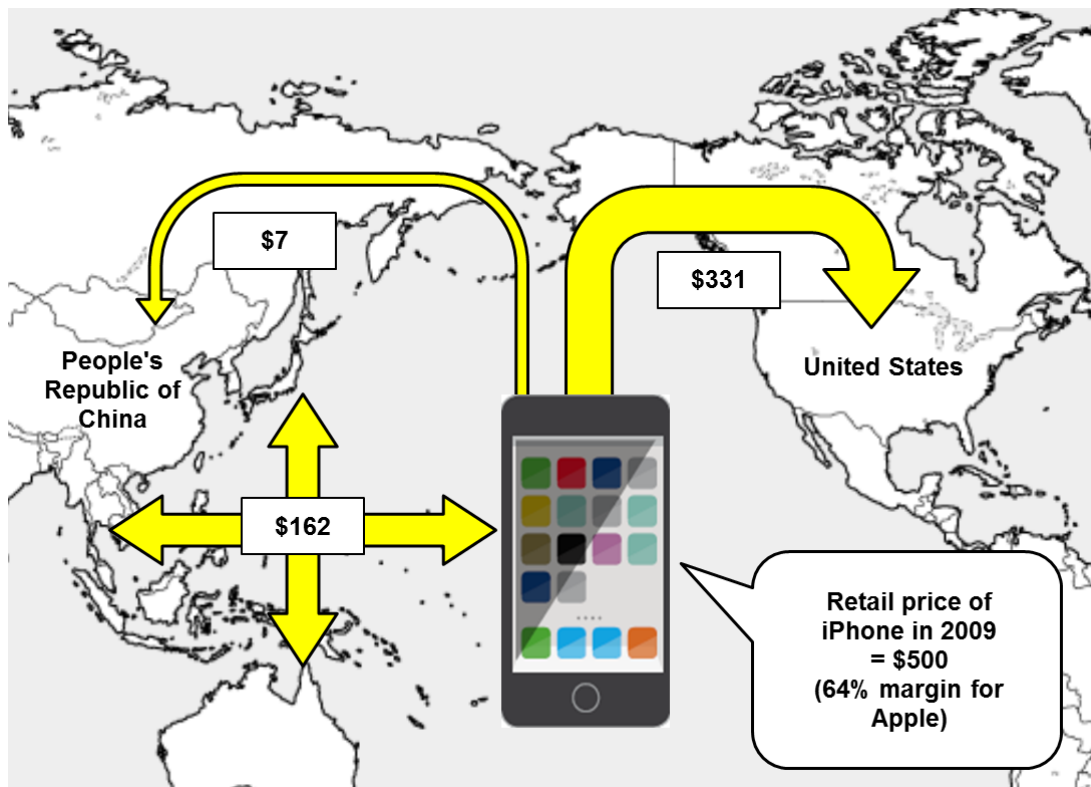 $7
$331
People's
Republic of
China
United States
$162
Retail price of
iPhone in 2009
= $500
(64% margin for
Apple)